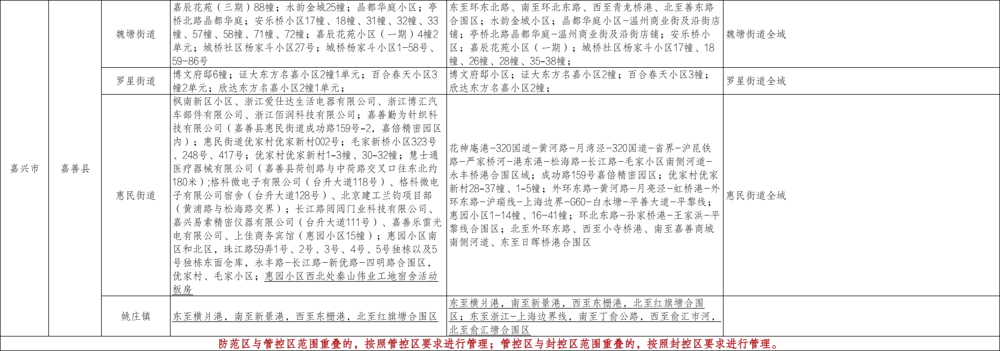 嘉兴市
嘉善县
魏塘街道
嘉辰花苑（三期）88幢；水韵金城25幢；晶都华庭小区；亭
桥北路晶都华庭；安乐桥小区17幢、18幢、31幢、32幢、33
幢、57幢、58幢、71幢、72幢；嘉辰花苑小区（一期）4幢2
单元；城桥社区杨家斗小区27号；城桥杨家斗小区1-58号、
59-86号
东至环东北路、南至环北东路、西至青龙桥港、北至善东路
合围区；水韵金城小区；晶都华庭小区-温州商业街及沿街店
铺；亭桥北路晶都华庭-温州商业街及沿街店铺；安乐桥小
区；嘉辰花苑小区（一期）；城桥社区杨家斗小区17幢、18
幢、26幢、28幢、35-38幢；
魏塘街道全域
罗星街道
博文府邸6幢；证大东方名嘉小区2幢1单元；百合春天小区3
幢2单元；欣达东方名嘉小区2幢1单元；
博文府邸小区；证大东方名嘉小区2幢；百合春天小区3幢；
欣达东方名嘉小区2幢；
罗星街道全域
惠民街道
枫南新区小区、浙江爱仕达生活电器有限公司、浙江博汇汽
车部件有限公司、浙江佰润科技有限公司；嘉善勤为针织科
技有限公司（嘉善县惠民街道成功路159号-2，嘉倍精密园区
内）；惠民街道优家村优家新村002号；毛家新桥小区323号
、248号、417号；优家村优家新村1-3幢、30-32幢；慧士通
医疗器械有限公司（嘉善县荷创路与中荷路交叉口往东北约
180米）;格科微电子有限公司（台升大道118号）、格科微电
子有限公司宿舍（台升大道128号）、北京建工兰钧项目部
（黄浦路与松海路交界）；长江路闼闼门业科技有限公司、
嘉兴易索精密仪器有限公司（台升大道111号）、嘉善乐雷光
电有限公司、上佳商务宾馆（惠园小区15幢）；惠园小区南
区和北区，珠江路59弄1号、2号、3号、4号、5号独栋以及5
号独栋东面仓库，永丰路-长江路-新优路-四明路合围区，
优家村、毛家小区；惠园小区西北处秦山伟业工地宿舍活动
板房
花神庵港-320国道-黄河路-月湾泾-320国道-省界-沪昆铁
路-严家桥河-港东港-松海路-长江路-毛家小区南侧河道-
永丰桥港合围区域；成功路159号嘉倍精密园区；优家村优家
新村28-37幢、1-5幢；外环东路-黄河路-月亮泾-虹桥港-外
环东路-沪瑞线-上海边界-G60-白水塘-平善大道-平黎线；
惠园小区1-14幢、16-41幢；环北东路-孙家桥港-王家浜-平
黎线合围区；北至外环东路、西至小寺桥港、南至嘉善商城
南侧河道、东至日晖桥港合围区
惠民街道全域
姚庄镇
东至横爿港，南至新景港，西至东栅港，北至红旗塘合围区
东至横爿港，南至新景港，西至东栅港，北至红旗塘合围
区；东至浙江-上海边界线，南至丁俞公路，西至俞汇市河，
北至俞汇塘合围区
防范区与管控区范围重叠的，按照管控区要求进行管理；管控区与封控区范围重叠的，按照封控区要求进行管理。